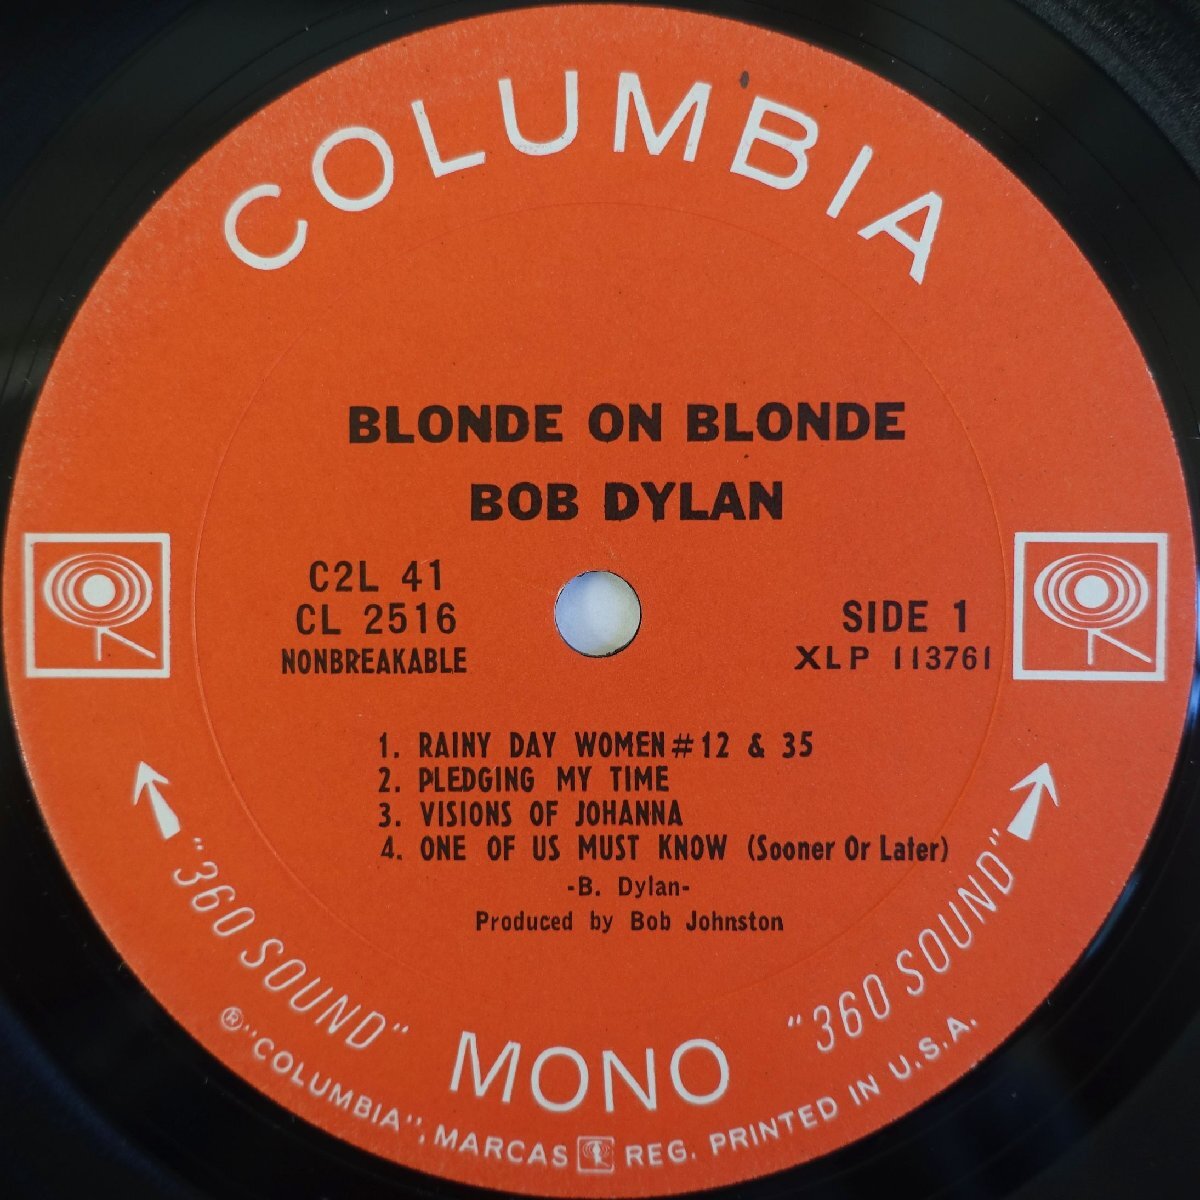 COLUMBIA
BLONDE ON BLONDE
BOB DYLAN
C2L 41
CL 2516
NONBREAKABLE
SIDE 1
XLP 113761
1. RAINY DAY WOMEN #12 & 35
2. PLEDGING MY TIME
3. VISIONS OF JOHANNA
4. ONE OF US MUST KNOW (Sooner Or Later)
-B. Dylan-
Produced by Bob Johnston
"360 SOUND"
MONO
"360 SOUND"
®"COLUMBIA", MARCAS REG. PRINTED IN U.S.A.